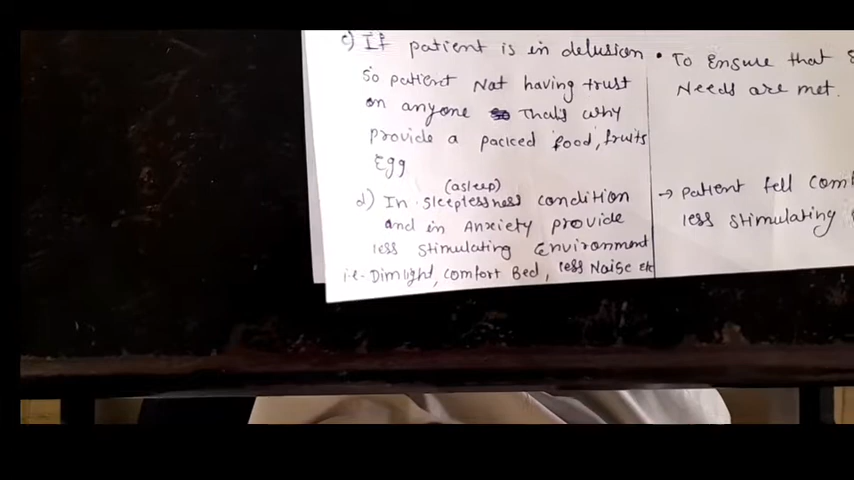 c) If patient is in delusion
so patient Not having trust
on anyone That's why
provide a packed food, fruits
Egg
(asleep)
d) In sleeplessness condition
and in Anxiety provide
less stimulating Environment
i.e- Dimlight, comfort Bed, less Noise etc
• To Ensure that
Needs are met.
→ patient fell
less stimulating